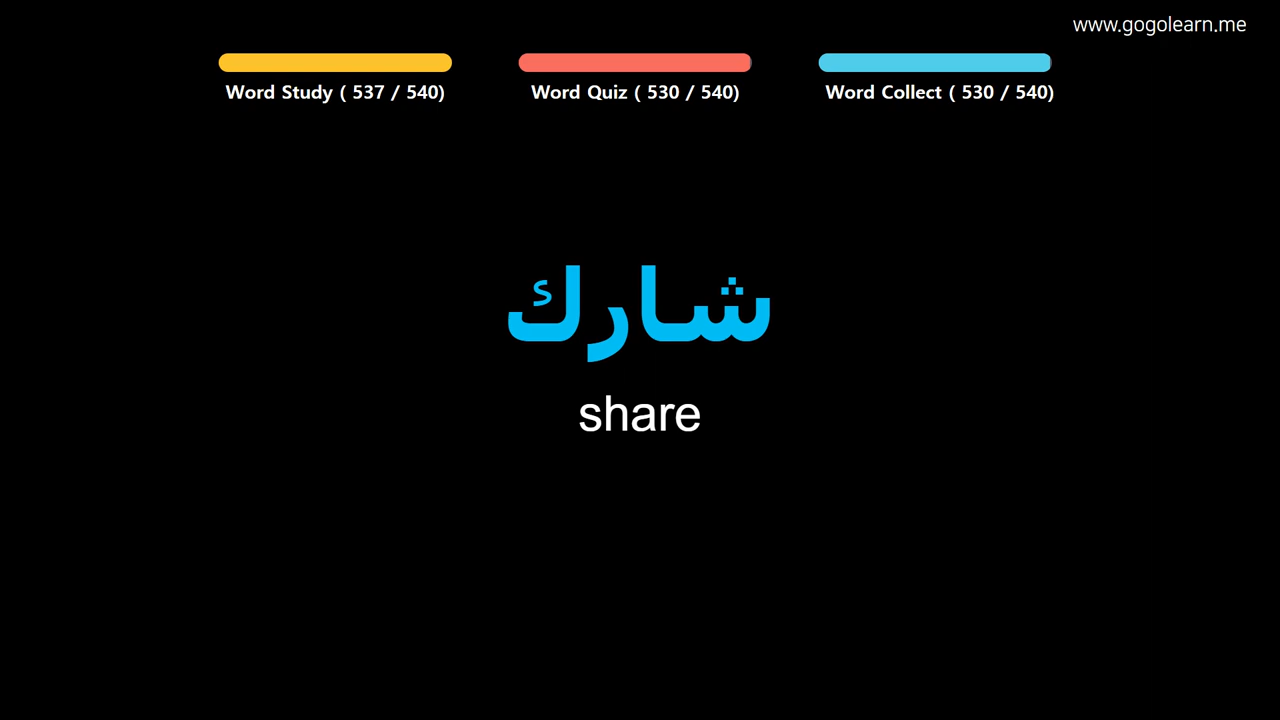 www.gogolearn.me
Word Study ( 537 / 540)
Word Quiz ( 530 / 540)
Word Collect ( 530 / 540)
شارك
share